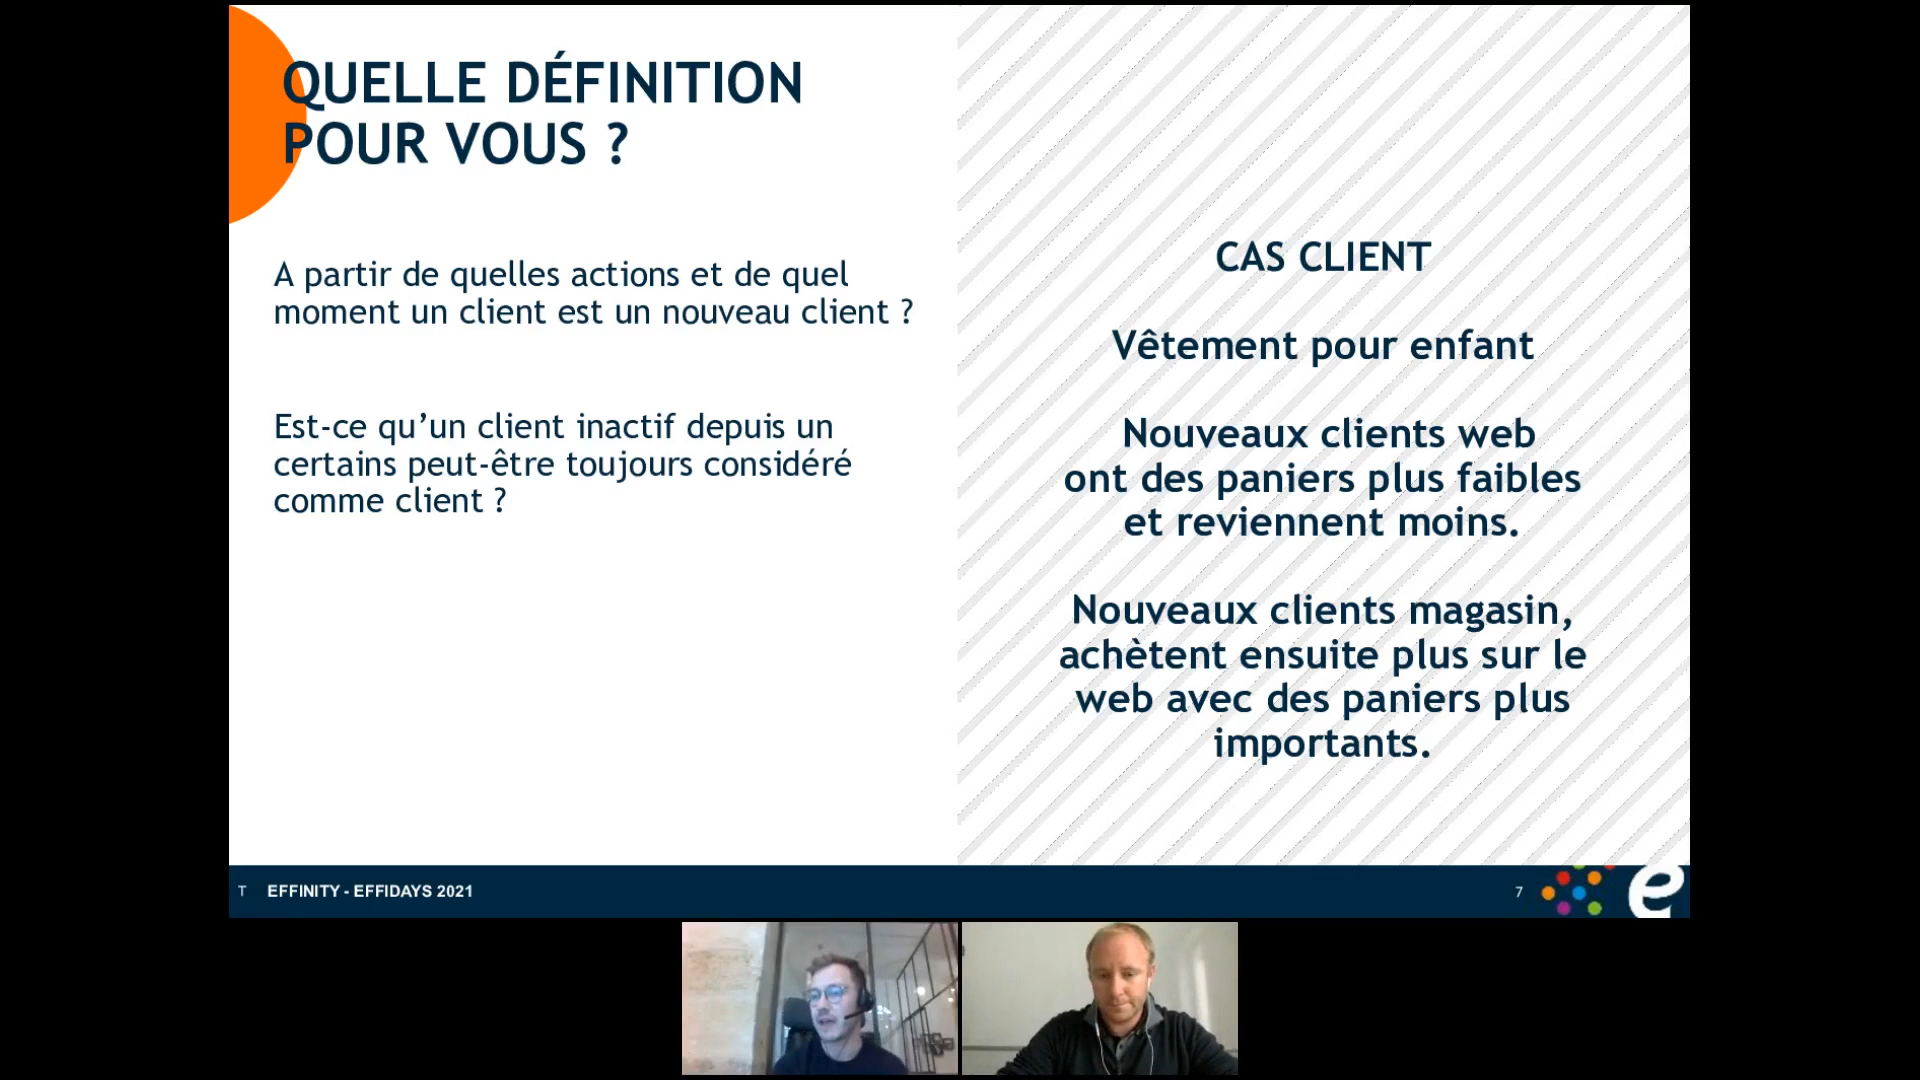 QUELLE DÉFINITION
POUR VOUS ?
A partir de quelles actions et de quel
moment un client est un nouveau client ?
Est-ce qu’un client inactif depuis un
certains peut-être toujours considéré
comme client ?
CAS CLIENT
Vêtement pour enfant
Nouveaux clients web
ont des paniers plus faibles
et reviennent moins.
Nouveaux clients magasin,
achètent ensuite plus sur le
web avec des paniers plus
importants.
T EFFINITY - EFFIDAYS 2021
7
e